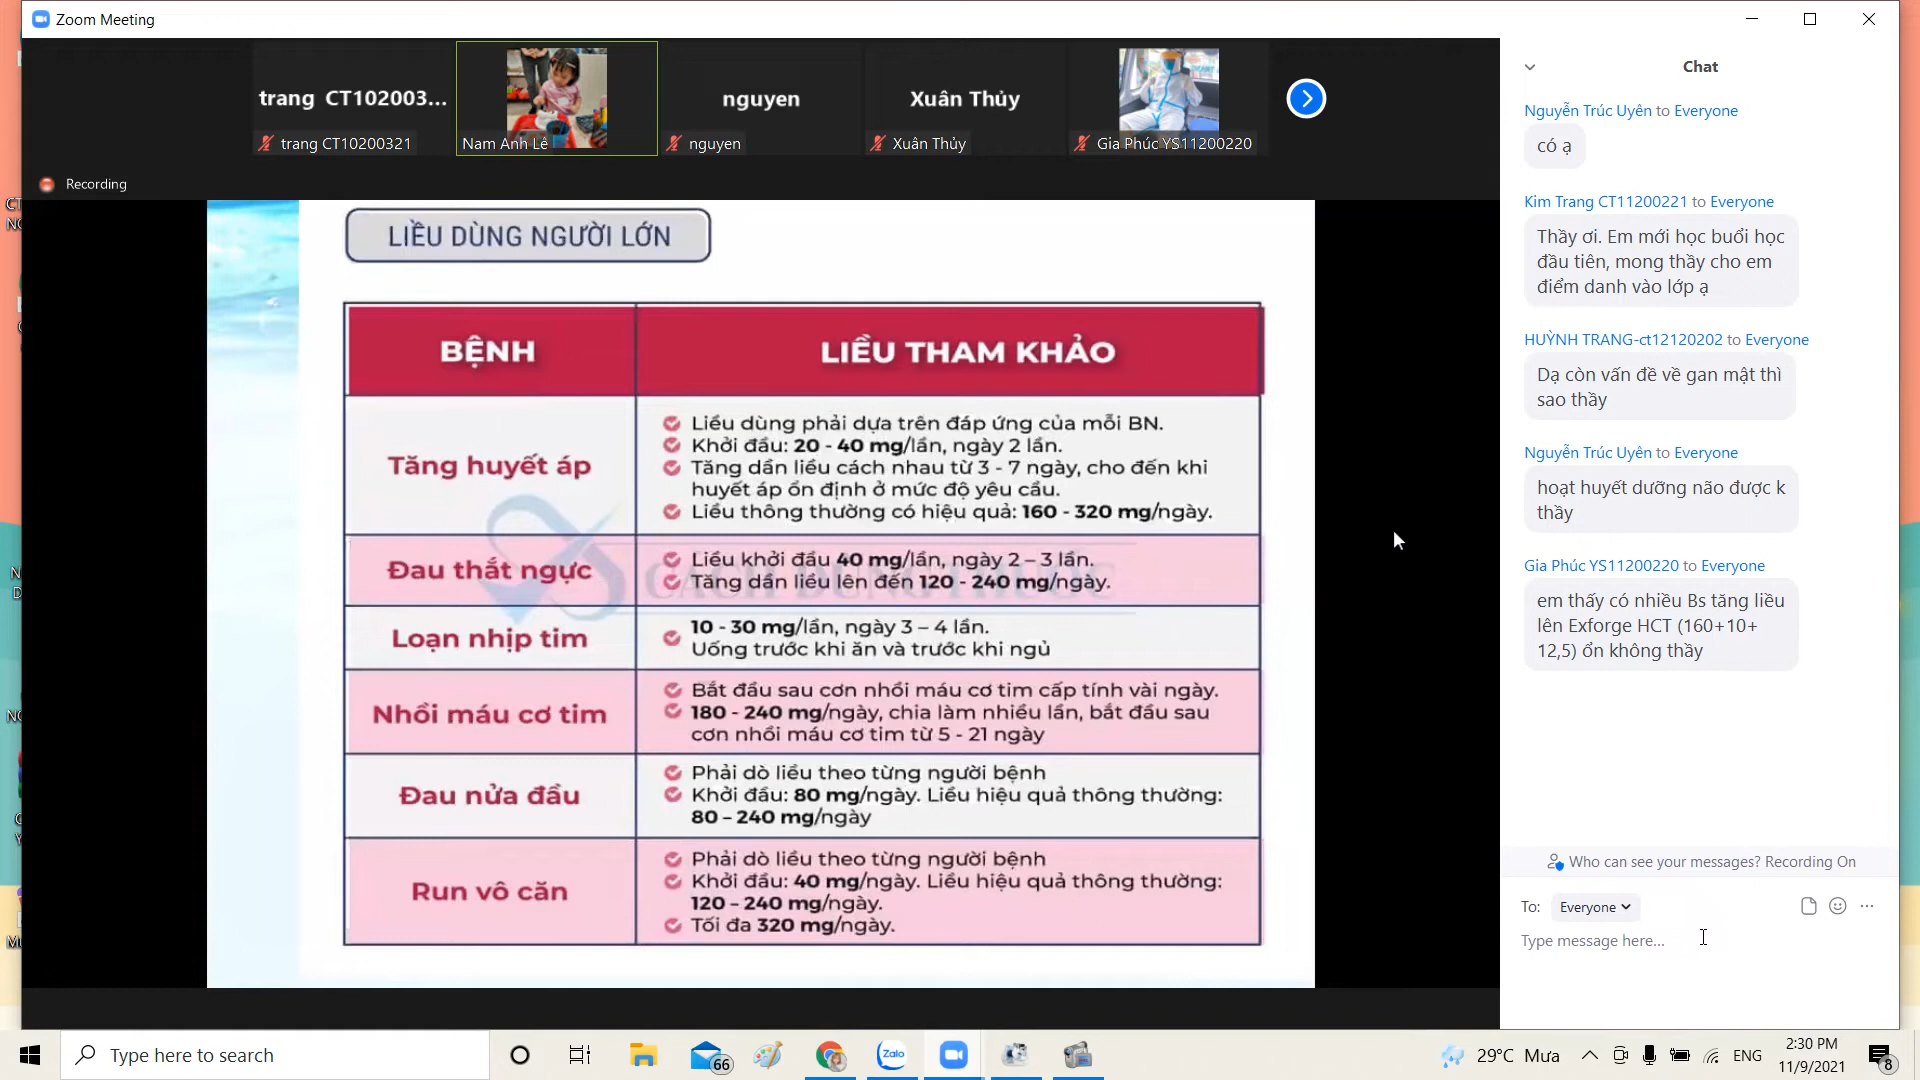 Zoom Meeting
trang CT102003...
nguyen
Xuân Thủy
trang CT10200321
Nam Anh Lê
nguyen
Xuân Thủy
Gia Phúc YS11200220
Recording
LIỀU DÙNG NGƯỜI LỚN
BỆNH
LIỀU THAM KHẢO
Tăng huyết áp
Liều dùng phải dựa trên đáp ứng của mỗi BN.
Khởi đầu: 20 - 40 mg/lần, ngày 2 lần.
Tăng dần liều cách nhau từ 3 - 7 ngày, cho đến khi
huyết áp ổn định ở mức độ yêu cầu.
Liều thông thường có hiệu quả: 160 - 320 mg/ngày.
Đau thắt ngực
Liều khởi đầu 40 mg/lần, ngày 2 – 3 lần.
Tăng dần liều lên đến 120 - 240 mg/ngày.
CÁCH DÙNG THUỐC
Loạn nhịp tim
10 - 30 mg/lần, ngày 3 – 4 lần.
Uống trước khi ăn và trước khi ngủ
Nhồi máu cơ tim
Bắt đầu sau cơn nhồi máu cơ tim cấp tính vài ngày.
180 - 240 mg/ngày, chia làm nhiều lần, bắt đầu sau
cơn nhồi máu cơ tim từ 5 - 21 ngày
Đau nửa đầu
Phải dò liều theo từng người bệnh
Khởi đầu: 80 mg/ngày. Liều hiệu quả thông thường:
80 – 240 mg/ngày
Run vô căn
Phải dò liều theo từng người bệnh
Khởi đầu: 40 mg/ngày. Liều hiệu quả thông thường:
120 – 240 mg/ngày.
Tối đa 320 mg/ngày.
Chat
Nguyễn Trúc Uyên to Everyone
có ạ
Kim Trang CT11200221 to Everyone
Thầy ơi. Em mới học buổi học
đầu tiên, mong thầy cho em
điểm danh vào lớp ạ
HUỲNH TRANG-ct12120202 to Everyone
Dạ còn vấn đề về gan mật thì
sao thầy
Nguyễn Trúc Uyên to Everyone
hoạt huyết dưỡng não được k
thầy
Gia Phúc YS11200220 to Everyone
em thấy có nhiều Bs tăng liều
lên Exforge HCT (160+10+
12,5) ổn không thầy
Who can see your messages? Recording On
To: Everyone
Type message here...
Type here to search
66
Zalo
29°C Mưa
ENG
2:30 PM
11/9/2021
8